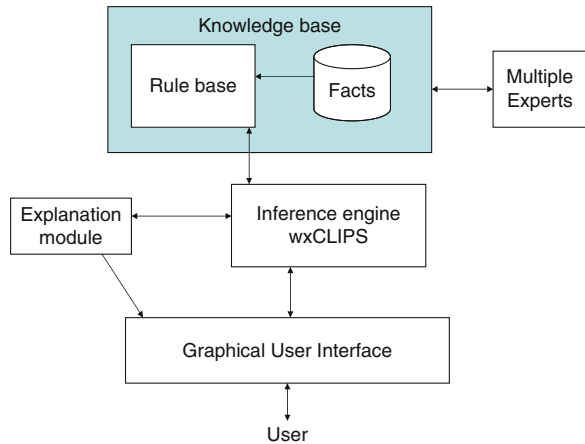 Knowledge base
Rule base
Facts
Multiple
Experts
Explanation
module
Inference engine
wxCLIPS
Graphical User Interface
User